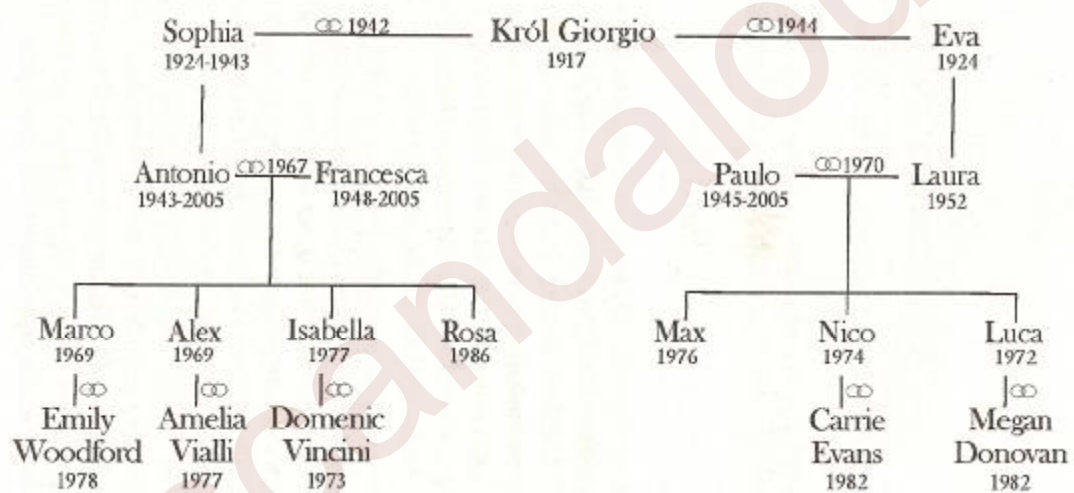 Sophia ⚭ 1942 Król Giorgio ⚭ 1944 Eva
1924-1943 1917 1924
Antonio ⚭ 1967 Francesca Paulo ⚭ 1970 Laura
1943-2005 1948-2005 1945-2005 1952
Marco Alex Isabella Rosa Max Nico Luca
1969 1969 1977 1986 1976 1974 1972
⚭ ⚭ ⚭ ⚭ ⚭
Emily Amelia Domenic Carrie Megan
Woodford Vialli Vincini Evans Donovan
1978 1977 1973 1982 1982
scandalou